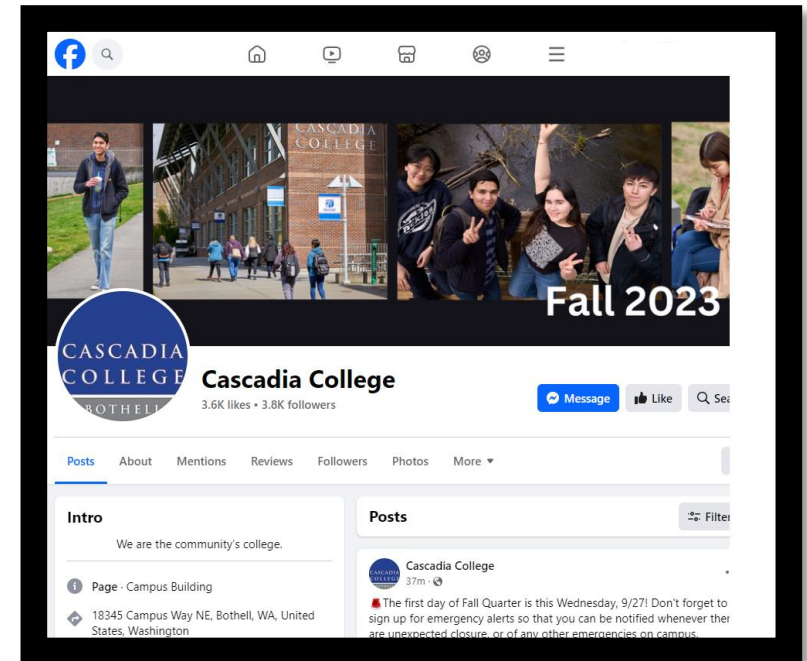 CASCADIA
COLLEGE
Fall 2023
CASCADIA
COLLEGE
BOTHELL
Cascadia College
3.6K likes • 3.8K followers
Message
Like
Posts
About
Mentions
Reviews
Followers
Photos
More
Intro
We are the community's college.
Page · Campus Building
18345 Campus Way NE, Bothell, WA, United
States, Washington
Posts
Filter
Cascadia College
37m ·
The first day of Fall Quarter is this Wednesday, 9/27! Don't forget to
sign up for emergency alerts so that you can be notified whenever
are unexpected closure, or of any other emergencies on campus.